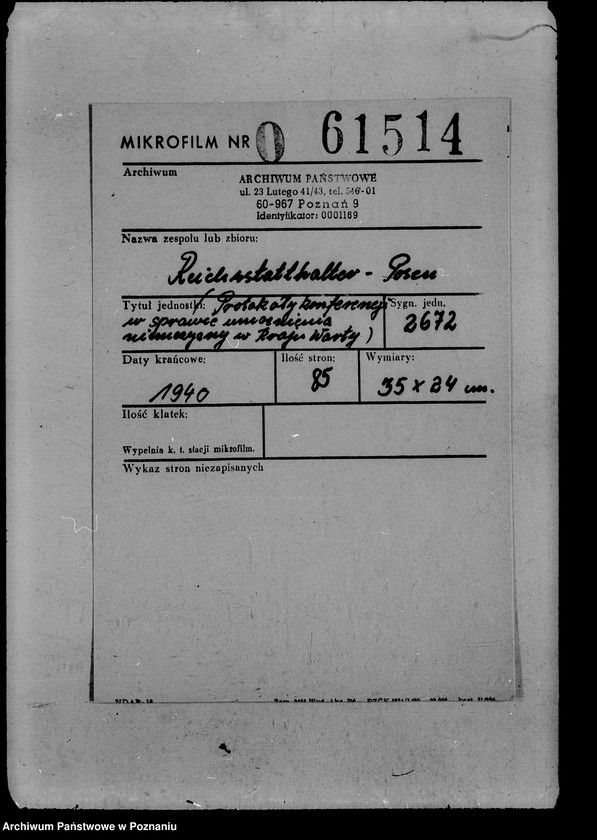 MIKROFILM NR 0 61514
Archiwum
ARCHIWUM PAŃSTWOWE
ul. 23 Lutego 41/43, tel. 546-01
60-967 Poznań 9
Identyfikator: 0001169
Nazwa zespołu lub zbioru:
Reichsstatthalter - Posen
Tytuł jednostki: (Protokoły konferencji
w sprawie umocnienia
niemczyzny w Kraju Warty)
Sygn. jedn.
2672
Daty krańcowe:
1940
Ilość stron:
85
Wymiary:
35 x 24 cm.
Ilość klatek:
Wypełnia k. t. stacji mikrofilm.
Wykaz stron niezapisanych
Archiwum Państwowe w Poznaniu